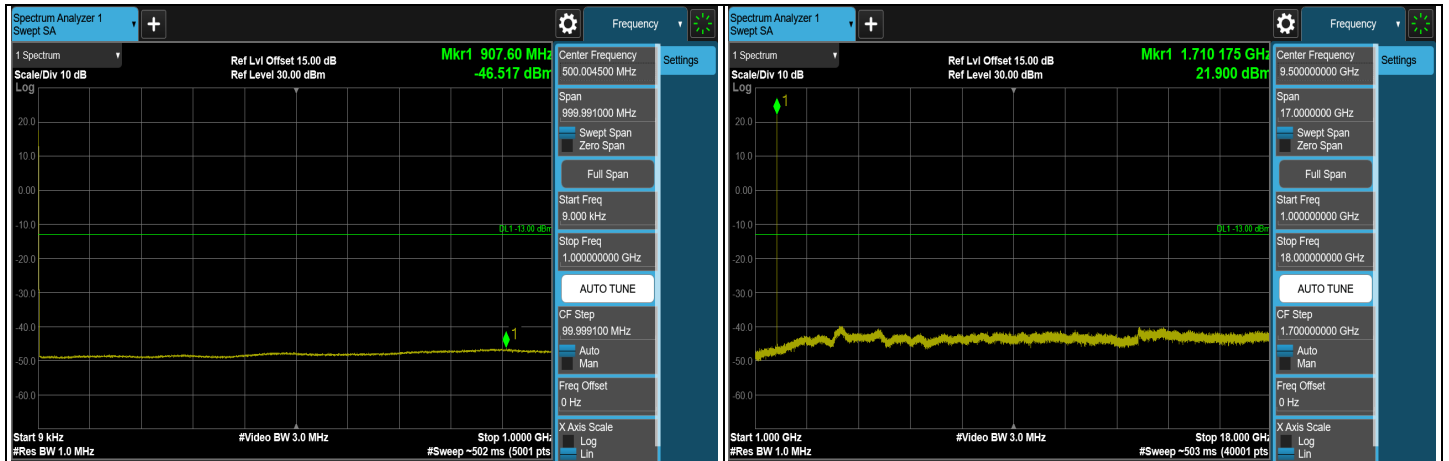 Spectrum Analyzer 1
Swept SA
+
Frequency
1 Spectrum
Scale/Div 10 dB
Log
Ref Lvl Offset 15.00 dB
Ref Level 30.00 dBm
Mkr1 907.60 MHz
-46.517 dBm
20.0
10.0
0.00
-10.0
-20.0
-30.0
-40.0
-50.0
-60.0
DL1 -13.00 dBm
1
Start 9 kHz
#Res BW 1.0 MHz
#Video BW 3.0 MHz
Stop 1.0000 GHz
#Sweep ~502 ms (5001 pts
Center Frequency
500.004500 MHz
Span
999.991000 MHz
Swept Span
Zero Span
Full Span
Start Freq
9.000 kHz
Stop Freq
1.000000000 GHz
AUTO TUNE
CF Step
99.999100 MHz
Auto
Man
Freq Offset
0 Hz
X Axis Scale
Log
Lin
Settings
Spectrum Analyzer 1
Swept SA
+
Frequency
1 Spectrum
Scale/Div 10 dB
Log
Ref Lvl Offset 15.00 dB
Ref Level 30.00 dBm
Mkr1 1.710 175 GHz
21.900 dBm
1
20.0
10.0
0.00
-10.0
-20.0
-30.0
-40.0
-50.0
-60.0
DL1 -13.00 dBm
Start 1.000 GHz
#Res BW 1.0 MHz
#Video BW 3.0 MHz
Stop 18.000 GHz
#Sweep ~503 ms (40001 pts
Center Frequency
9.500000000 GHz
Span
17.0000000 GHz
Swept Span
Zero Span
Full Span
Start Freq
1.000000000 GHz
Stop Freq
18.000000000 GHz
AUTO TUNE
CF Step
1.700000000 GHz
Auto
Man
Freq Offset
0 Hz
X Axis Scale
Log
Lin
Settings